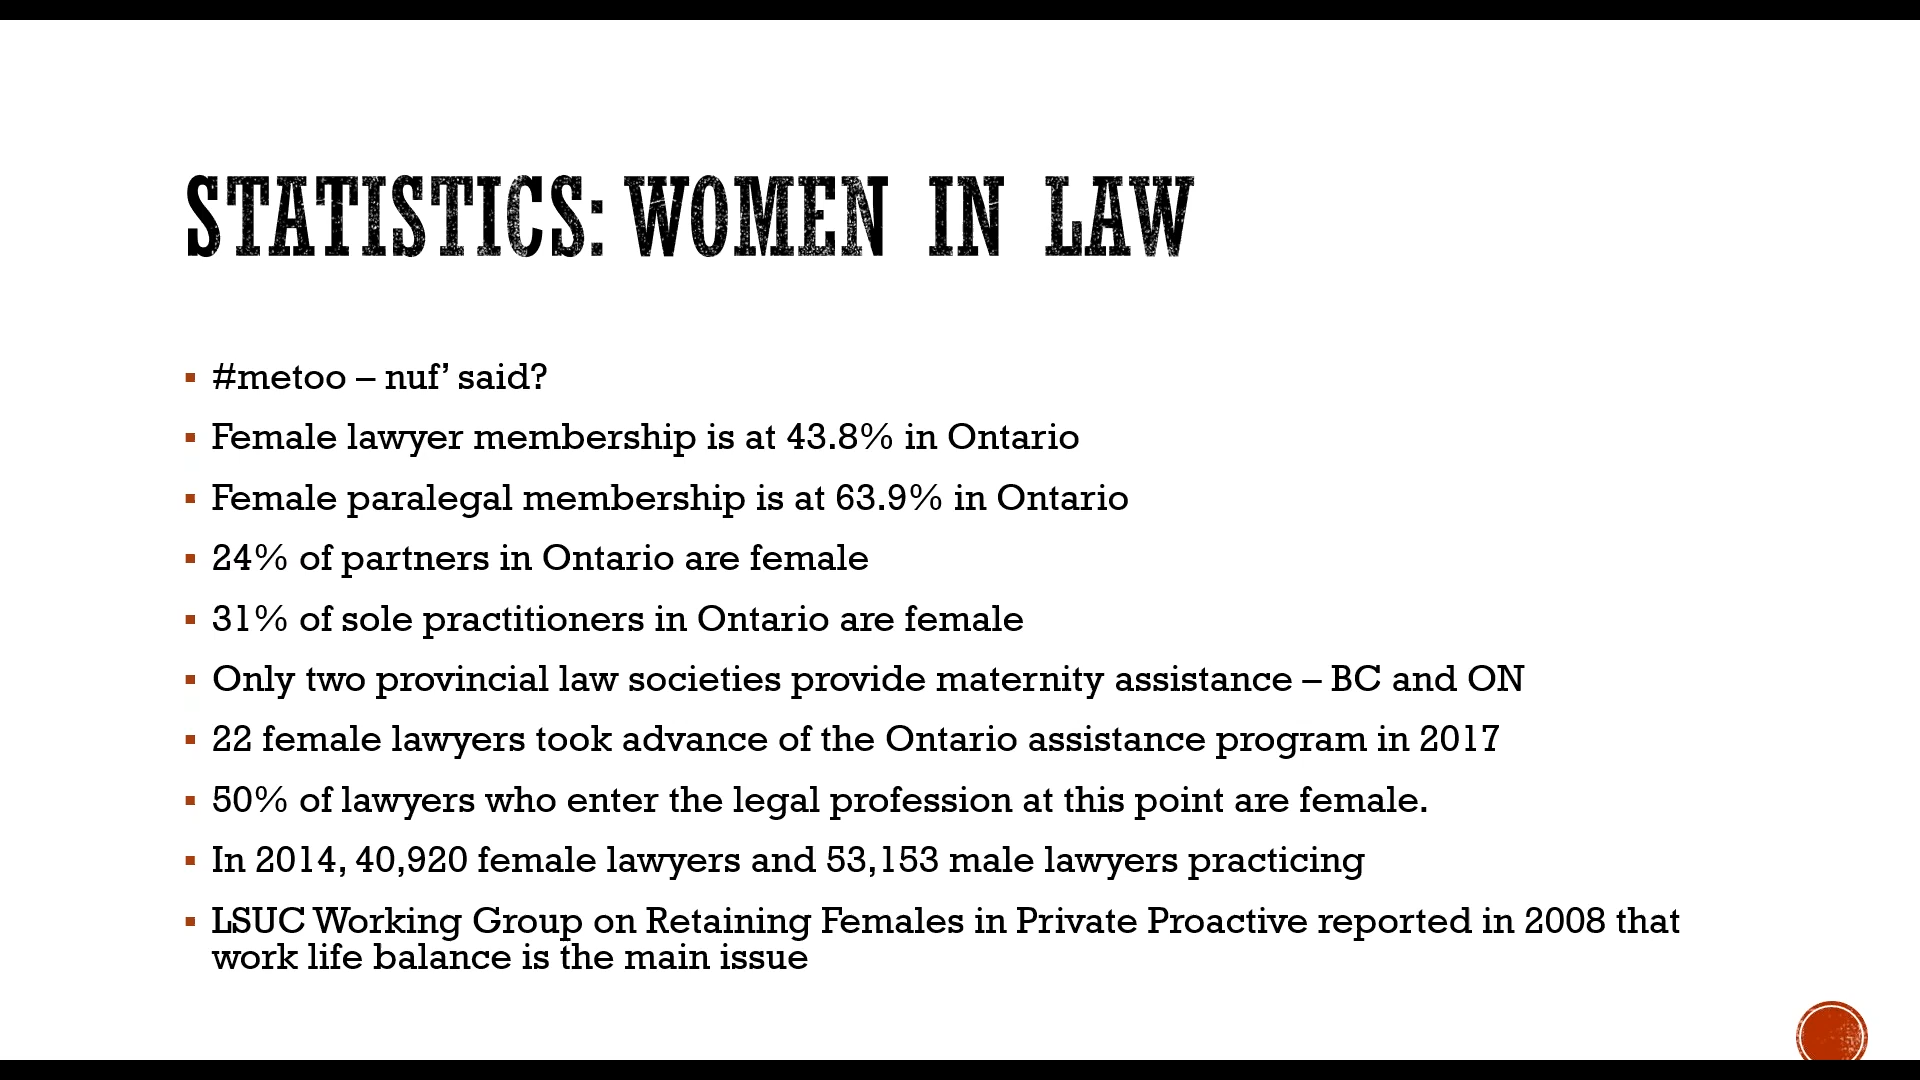 STATISTICS: WOMEN IN LAW
▪ #metoo – nuf’ said?
▪ Female lawyer membership is at 43.8% in Ontario
▪ Female paralegal membership is at 63.9% in Ontario
▪ 24% of partners in Ontario are female
▪ 31% of sole practitioners in Ontario are female
▪ Only two provincial law societies provide maternity assistance – BC and ON
▪ 22 female lawyers took advance of the Ontario assistance program in 2017
▪ 50% of lawyers who enter the legal profession at this point are female.
▪ In 2014, 40,920 female lawyers and 53,153 male lawyers practicing
▪ LSUC Working Group on Retaining Females in Private Proactive reported in 2008 that
work life balance is the main issue